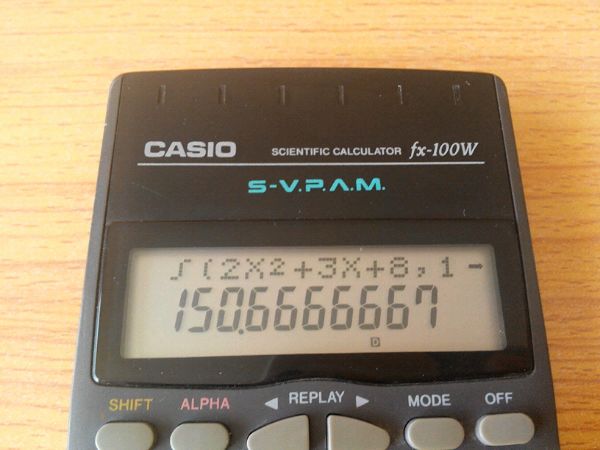 CASIO SCIENTIFIC CALCULATOR fx-100W
S-V.P.A.M.
∫(2X2+3X+8,1→
150.6666667
D
SHIFT ALPHA ◀ REPLAY ▶ MODE OFF